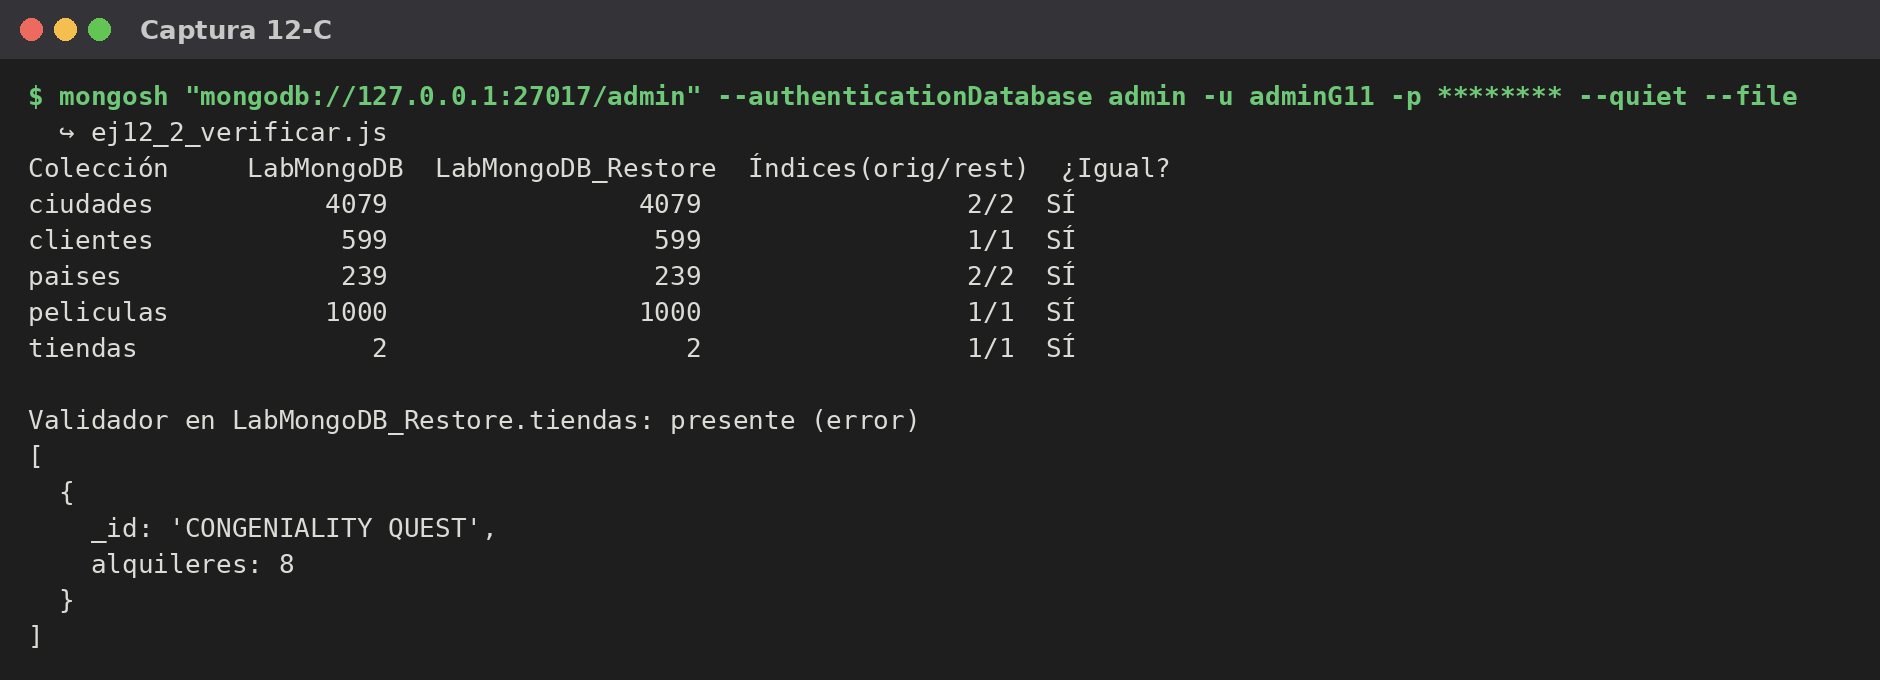 Captura 12-C
$ mongosh "mongodb://127.0.0.1:27017/admin" --authenticationDatabase admin -u adminG11 -p ******** --quiet --file
  ↪ ej12_2_verificar.js
Colección     LabMongoDB  LabMongoDB_Restore  Índices(orig/rest)  ¿Igual?
ciudades           4079                4079                 2/2  SÍ
clientes            599                 599                 1/1  SÍ
paises              239                 239                 2/2  SÍ
peliculas          1000                1000                 1/1  SÍ
tiendas               2                   2                 1/1  SÍ

Validador en LabMongoDB_Restore.tiendas: presente (error)
[
  {
    _id: 'CONGENIALITY QUEST',
    alquileres: 8
  }
]